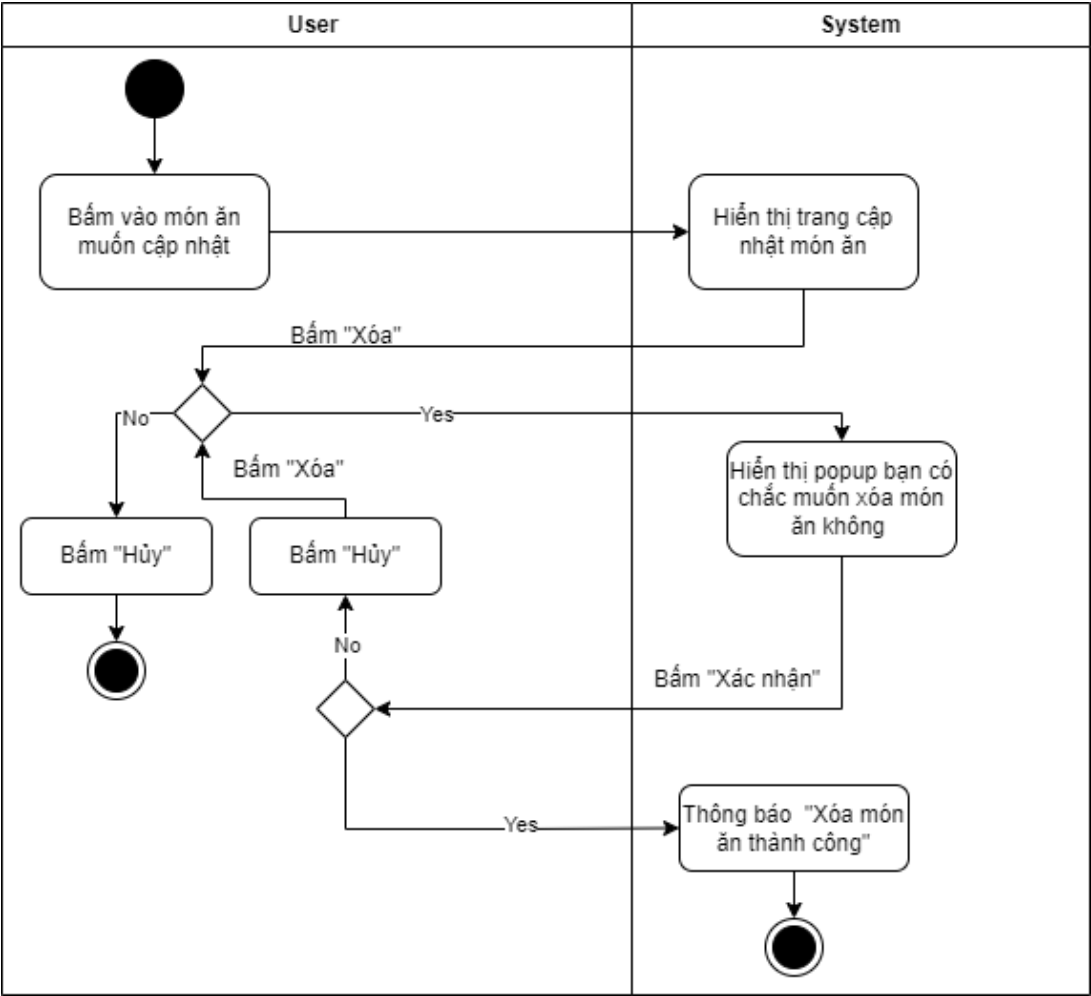 User
System
Bấm vào món ăn
muốn cập nhật
Hiển thị trang cập
nhật món ăn
Bấm "Xóa"
No
Yes
Bấm "Xóa"
Hiển thị popup bạn có
chắc muốn xóa món
ăn không
Bấm "Hủy"
Bấm "Hủy"
No
Bấm "Xác nhận"
Yes
Thông báo "Xóa món
ăn thành công"